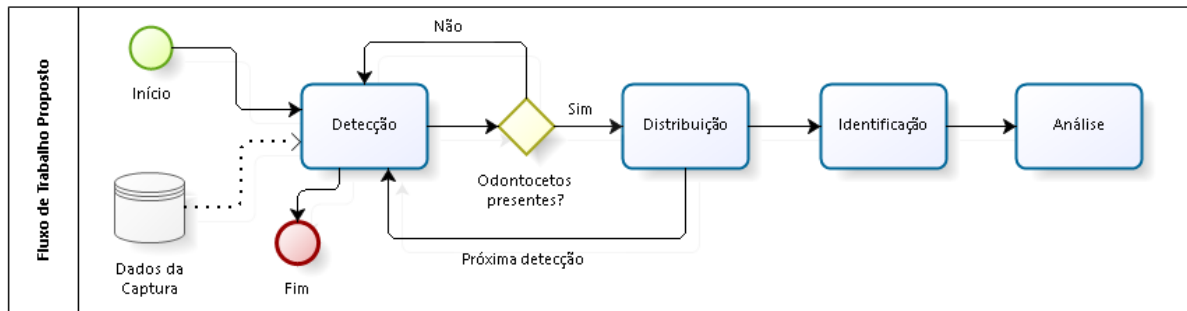 Fluxo de Trabalho Proposto
Início
Dados da
Captura
Detecção
Fim
Não
Odontocetos
presentes?
Sim
Distribuição
Próxima detecção
Identificação
Análise